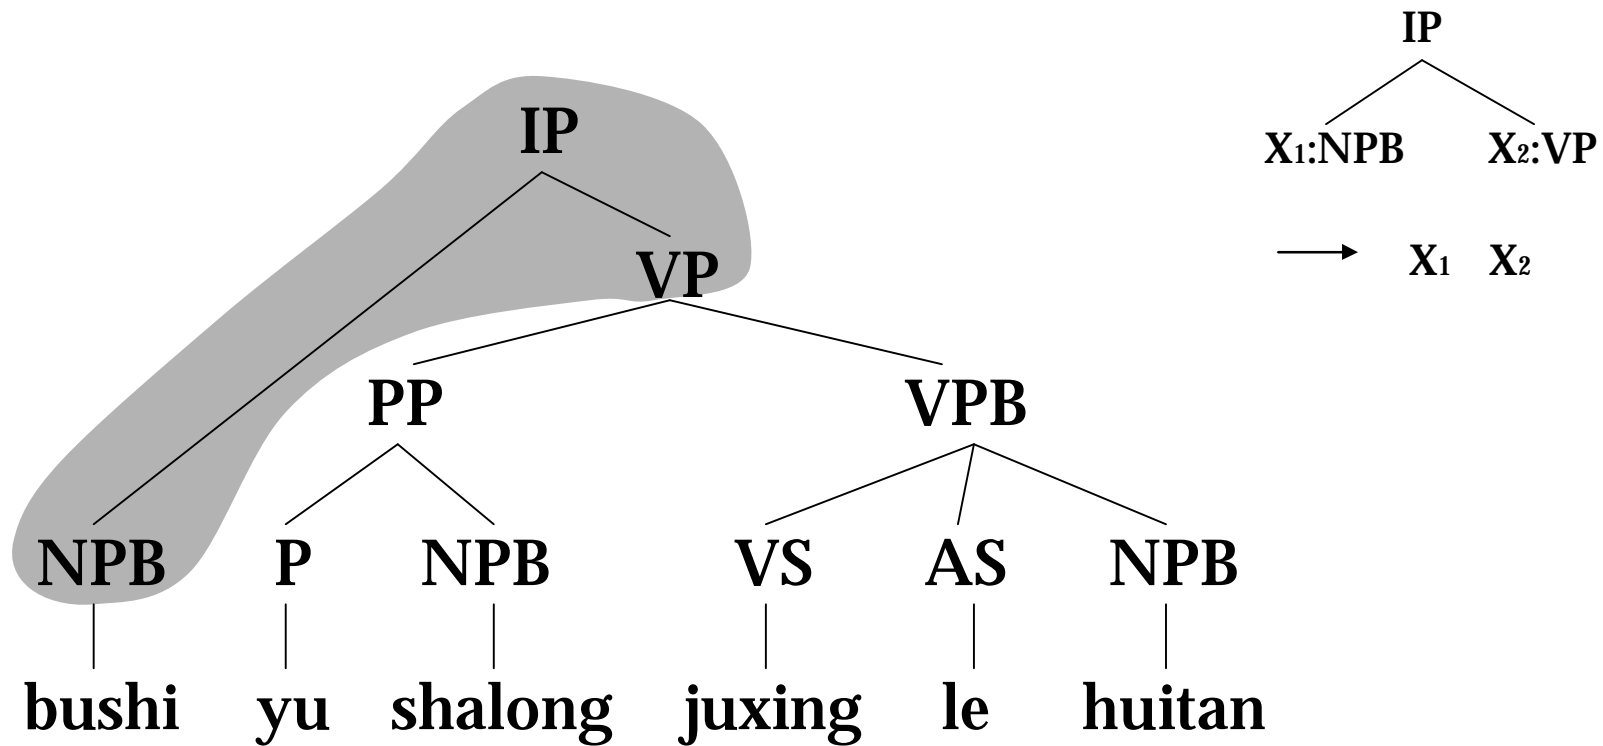 IP
IP
X1:NPB X2:VP
VP
X1 X2
PP VPB
NPB P NPB VS AS NPB
bushi yu shalong juxing le huitan